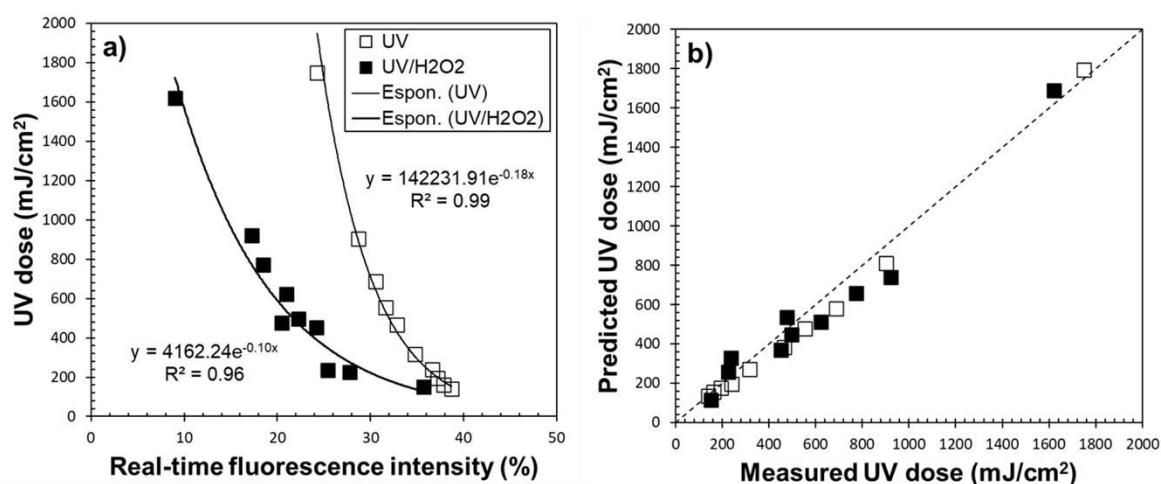 a)
UV dose (mJ/cm²)
2000
1800
1600
1400
1200
1000
800
600
400
200
0
UV
UV/H2O2
Espon. (UV)
Espon. (UV/H2O2)
y = 142231.91e^-0.18x
R² = 0.99
y = 4162.24e^-0.10x
R² = 0.96
0 10 20 30 40 50
Real-time fluorescence intensity (%)
b)
Predicted UV dose (mJ/cm²)
2000
1800
1600
1400
1200
1000
800
600
400
200
0
0 200 400 600 800 1000 1200 1400 1600 1800 2000
Measured UV dose (mJ/cm²)